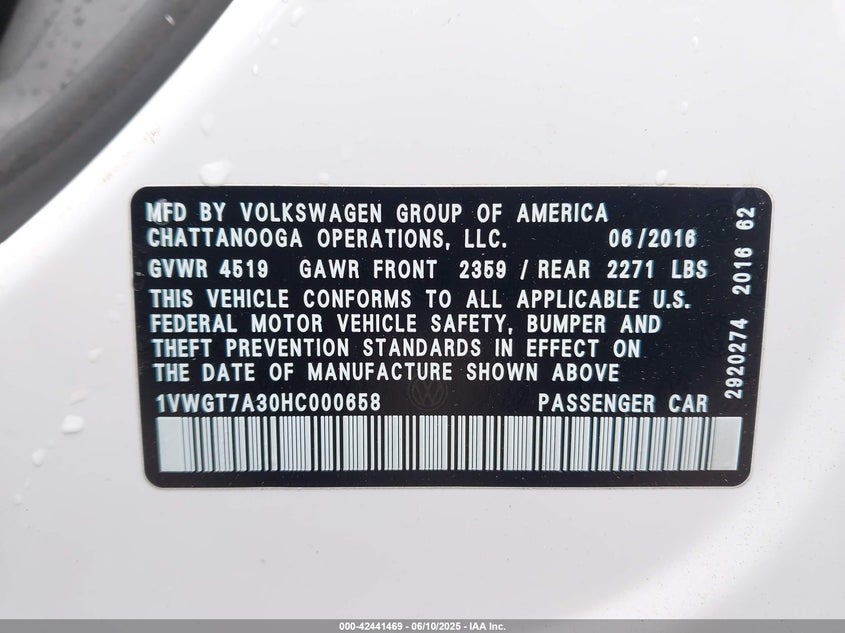 MFD BY VOLKSWAGEN GROUP OF AMERICA
CHATTANOOGA OPERATIONS, LLC. 06/2016
GVWR 4519 GAWR FRONT 2359 / REAR 2271 LBS
THIS VEHICLE CONFORMS TO ALL APPLICABLE U.S.
FEDERAL MOTOR VEHICLE SAFETY, BUMPER AND
THEFT PREVENTION STANDARDS IN EFFECT ON
THE DATE OF MANUFACTURE SHOWN ABOVE
1VWGT7A30HC000658 PASSENGER CAR
2920274 2016 62
000-42441469 - 06/10/2025 - IAA Inc.